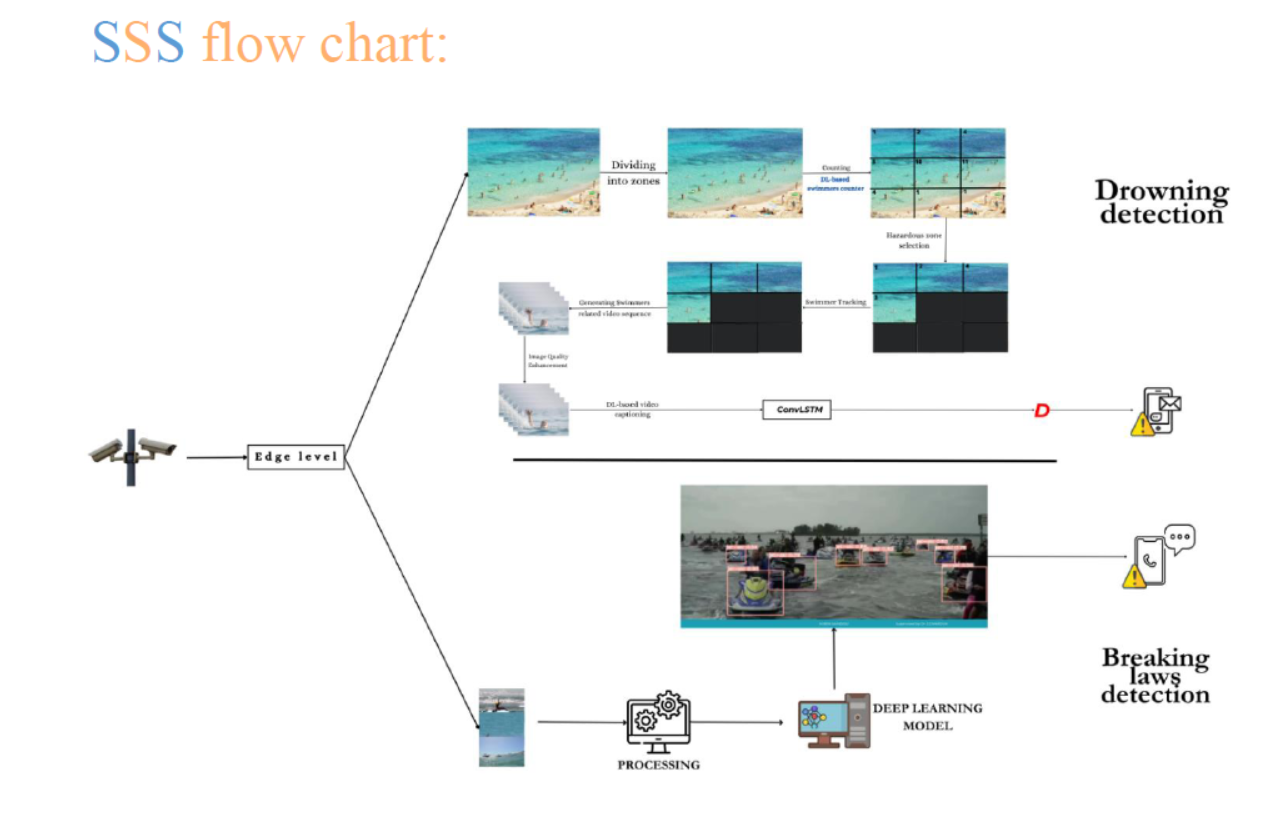 SSS flow chart:
Dividing
into zones
Counting
DL-based
swimmers counter
Drowning
detection
Hazardous zone
selection
Swimmer Tracking
Generating Swimmers
related video sequence
Image Quality
Enhancement
DL-based video
captioning
ConvLSTM
D
Edge level
Breaking
laws
detection
DEEP LEARNING
MODEL
PROCESSING